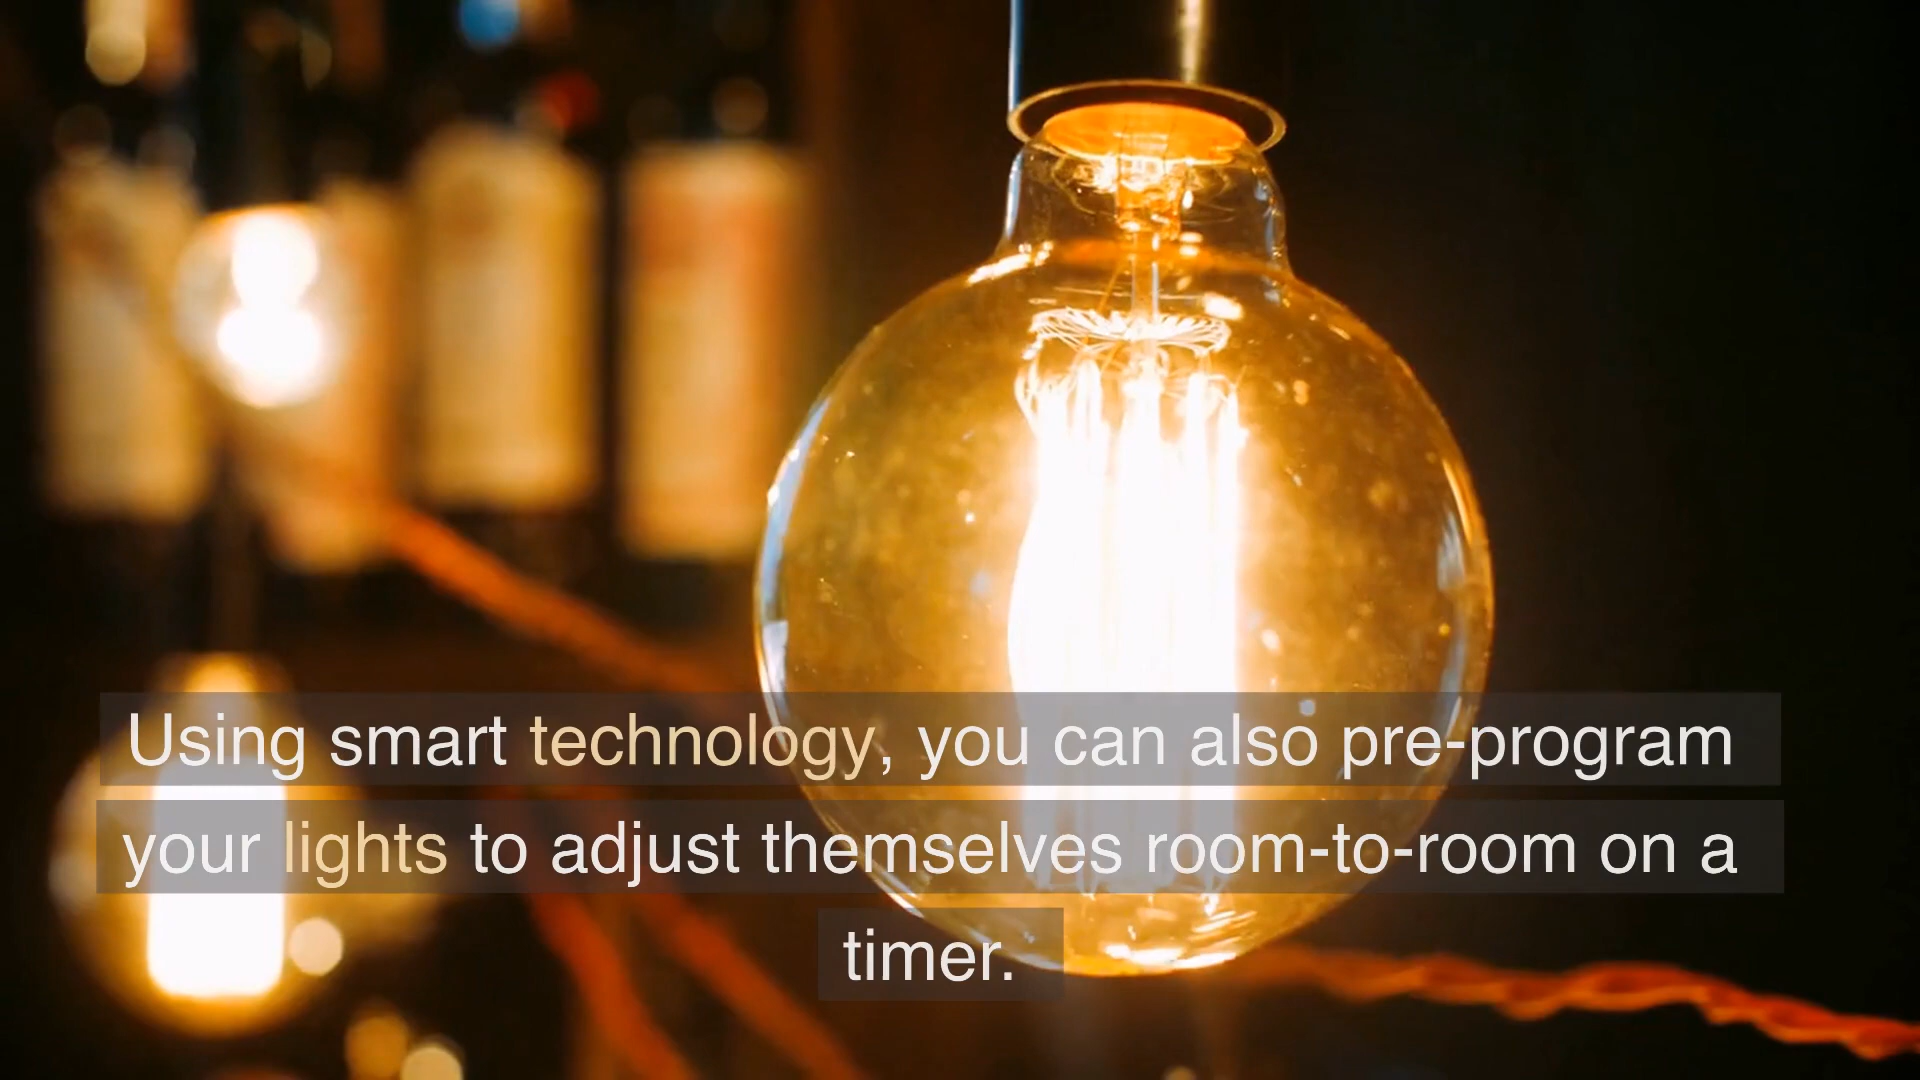 Using smart technology, you can also pre-program
your lights to adjust themselves room-to-room on a
timer.